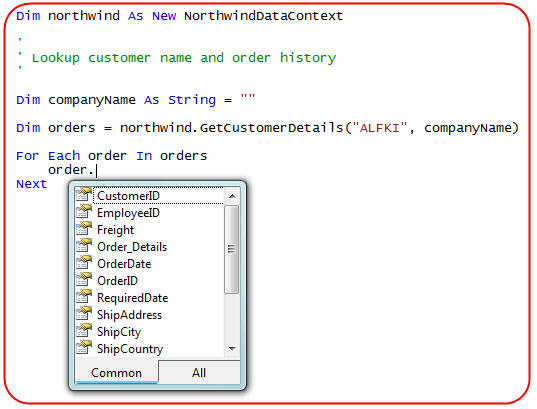 Dim northwind As New NorthwindDataContext
'
' Lookup customer name and order history
'
Dim companyName As String = ""
Dim orders = northwind.GetCustomerDetails("ALFKI", companyName)
For Each order In orders
order.
Next
CustomerID
EmployeeID
Freight
Order_Details
OrderDate
OrderID
RequiredDate
ShipAddress
ShipCity
ShipCountry
Common All